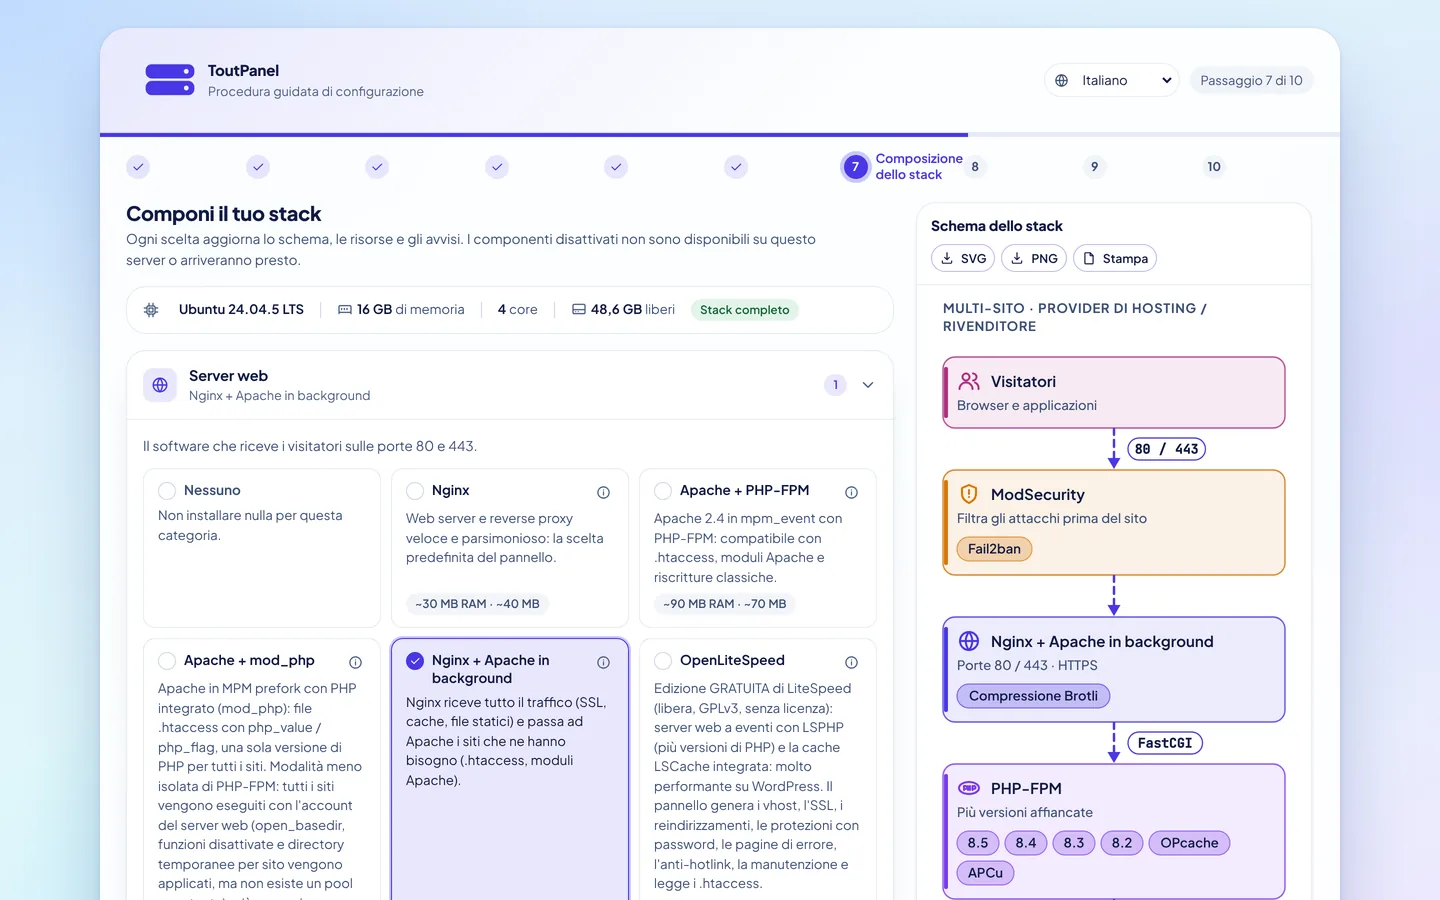 ToutPanel
Procedura guidata di configurazione
Italiano
Passaggio 7 di 10
7
Composizione
dello stack
8
9
10
Componi il tuo stack
Ogni scelta aggiorna lo schema, le risorse e gli avvisi. I componenti disattivati non sono disponibili su questo
server o arriveranno presto.
Ubuntu 24.04.5 LTS
16 GB di memoria
4 core
48,6 GB liberi
Stack completo
Server web
Nginx + Apache in background
1
Il software che riceve i visitatori sulle porte 80 e 443.
Nessuno
Non installare nulla per questa
categoria.
Nginx
Web server e reverse proxy
veloce e parsimonioso: la scelta
predefinita del pannello.
~30 MB RAM · ~40 MB
Apache + PHP-FPM
Apache 2.4 in mpm_event con
PHP-FPM: compatibile con
.htaccess, moduli Apache e
riscritture classiche.
~90 MB RAM · ~70 MB
Apache + mod_php
Apache in MPM prefork con PHP
integrato (mod_php): file
.htaccess con php_value /
php_flag, una sola versione di
PHP per tutti i siti. Modalità meno
isolata di PHP-FPM: tutti i siti
vengono eseguiti con l'account
del server web (open_basedir,
funzioni disattivate e directory
temporanee per sito vengono
applicati, ma non esiste un pool
Nginx + Apache in
background
Nginx riceve tutto il traffico (SSL,
cache, file statici) e passa ad
Apache i siti che ne hanno
bisogno (.htaccess, moduli
Apache).
OpenLiteSpeed
Edizione GRATUITA di LiteSpeed
(libera, GPLv3, senza licenza):
server web a eventi con LSPHP
(più versioni di PHP) e la cache
LSCache integrata: molto
performante su WordPress. Il
pannello genera i vhost, l'SSL, i
reindirizzamenti, le protezioni con
password, le pagine di errore,
l'anti-hotlink, la manutenzione e
legge i .htaccess.
Schema dello stack
SVG
PNG
Stampa
MULTI-SITO · PROVIDER DI HOSTING /
RIVENDITORE
Visitatori
Browser e applicazioni
80 / 443
ModSecurity
Filtra gli attacchi prima del sito
Fail2ban
Nginx + Apache in background
Porte 80 / 443 · HTTPS
Compressione Brotli
FastCGI
PHP-FPM
Più versioni affiancate
8.5
8.4
8.3
8.2
OPcache
APCu